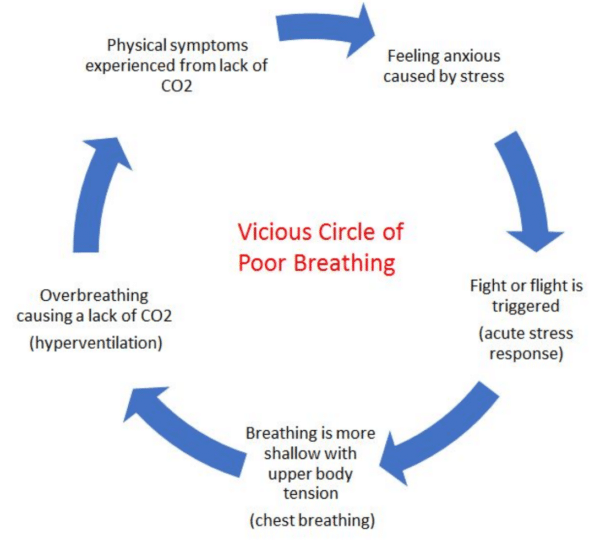 Physical symptoms
experienced from lack of
CO2
Feeling anxious
caused by stress
Fight or flight is
triggered
(acute stress
response)
Breathing is more
shallow with
upper body
tension
(chest breathing)
Overbreathing
causing a lack of CO2
(hyperventilation)
Vicious Circle of
Poor Breathing